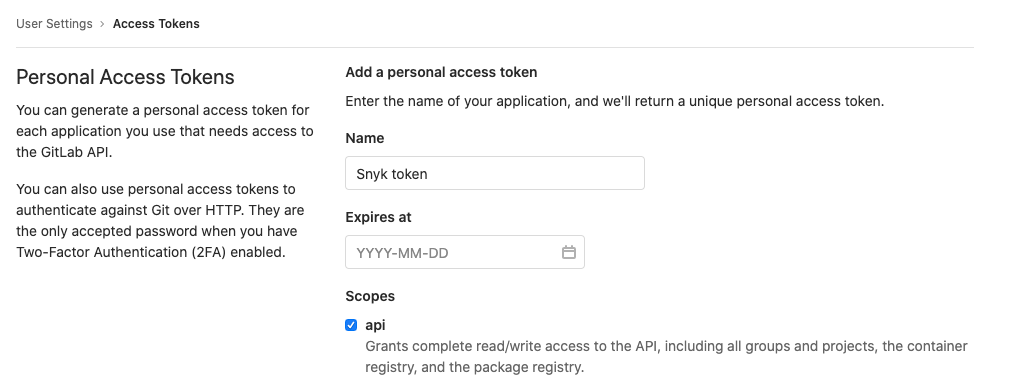 User Settings > Access Tokens
Personal Access Tokens
You can generate a personal access token for
each application you use that needs access to
the GitLab API.
You can also use personal access tokens to
authenticate against Git over HTTP. They are
the only accepted password when you have
Two-Factor Authentication (2FA) enabled.
Add a personal access token
Enter the name of your application, and we'll return a unique personal access token.
Name
Snyk token
Expires at
YYYY-MM-DD
Scopes
api
Grants complete read/write access to the API, including all groups and projects, the container
registry, and the package registry.